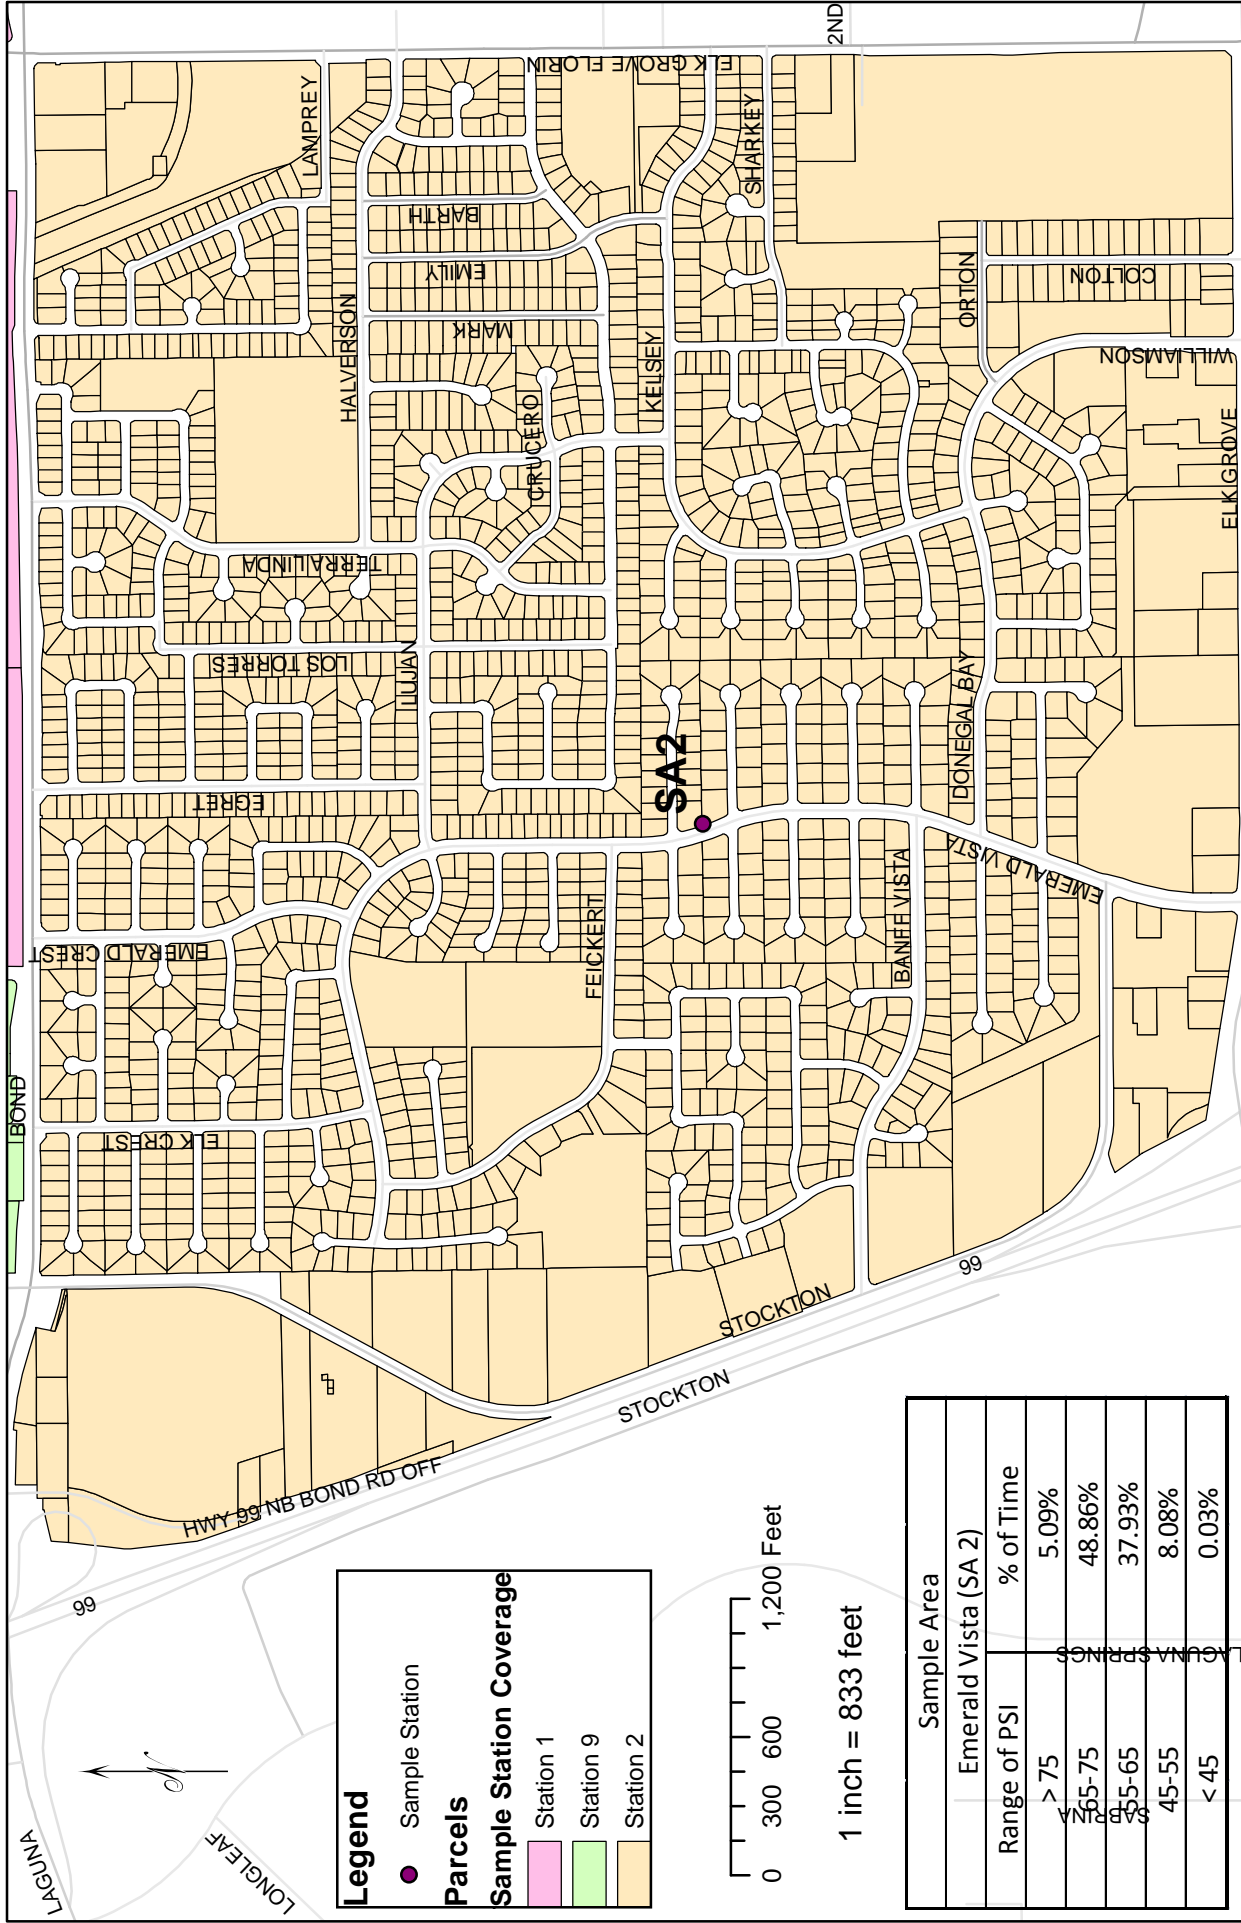 LAGUNA
LONGLEAF
99
HWY 99 NB BOND RD OFF
STOCKTON
STOCKTON
99
BOND
ELK CREST
EMERALD CREST
EGRET
LOS TORRES
TERRA LINDA
LUJAN
HALVERSON
LAMPREY
BARTH
EMILY
MARK
CRUCERO
KELSEY
ELK GROVE FLORIN
SHARKEY
2ND
ORTON
COLTON
WILLIAMSON
ELK GROVE
DONEGAL BAY
EMERALD VISTA
BANFF VISTA
FEICKERT
SA2
Legend
Sample Station
Parcels
Sample Station Coverage
Station 1
Station 9
Station 2
0 300 600 1,200 Feet
1 inch = 833 feet
Sample Area
Emerald Vista (SA 2)
Range of PSI % of Time
> 75 5.09%
65-75 48.86%
55-65 37.93%
45-55 8.08%
< 45 0.03%
SABRINA
LAGUNA SPRINGS